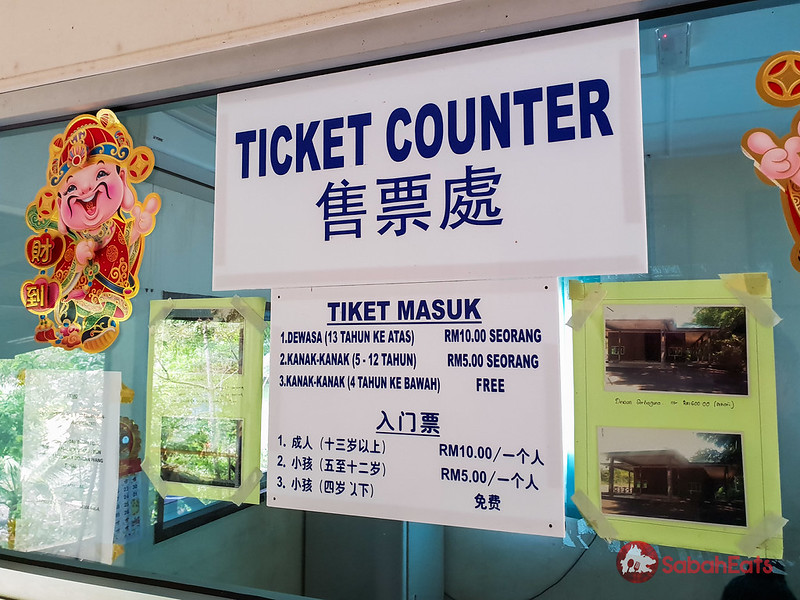 TICKET COUNTER
售票處
財
到
TIKET MASUK
1.DEWASA (13 TAHUN KE ATAS) RM10.00 SEORANG
2.KANAK-KANAK (5 - 12 TAHUN) RM5.00 SEORANG
3.KANAK-KANAK (4 TAHUN KE BAWAH) FREE
入门票
1. 成人（十三岁以上） RM10.00/一个人
2. 小孩（五至十二岁） RM5.00/一个人
3. 小孩（四岁以下） 免费
SabahEats